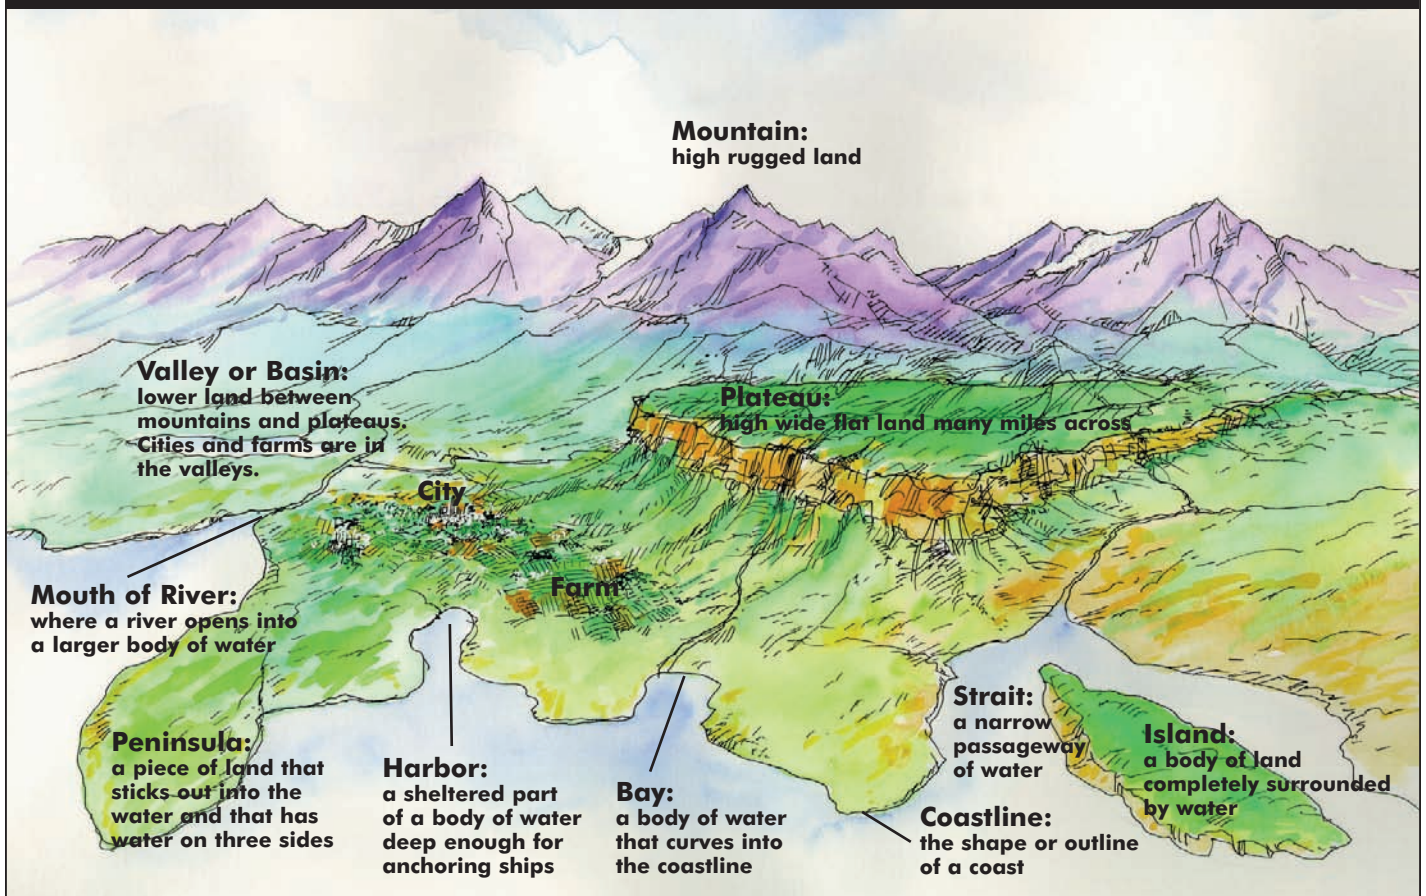 Mountain:
high rugged land
Valley or Basin:
lower land between
mountains and plateaus.
Cities and farms are in
the valleys.
Plateau:
high wide flat land many miles across
City
Farm
Mouth of River:
where a river opens into
a larger body of water
Peninsula:
a piece of land that
sticks out into the
water and that has
water on three sides
Harbor:
a sheltered part
of a body of water
deep enough for
anchoring ships
Bay:
a body of water
that curves into
the coastline
Strait:
a narrow
passageway
of water
Coastline:
the shape or outline
of a coast
Island:
a body of land
completely surrounded
by water